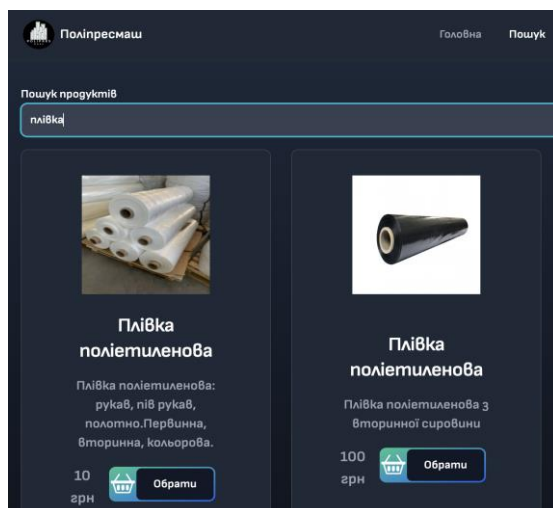 Поліпресмаш
Головна
Пошук
Пошук продуктів
плівка
Плівка
поліетиленова
Плівка поліетиленова:
рукав, пів рукав,
полотно.Первинна,
вторинна, кольорова.
10
грн
Обрати
Плівка
поліетиленова
Плівка поліетиленова з
вторинної сировини
100
грн
Обрати